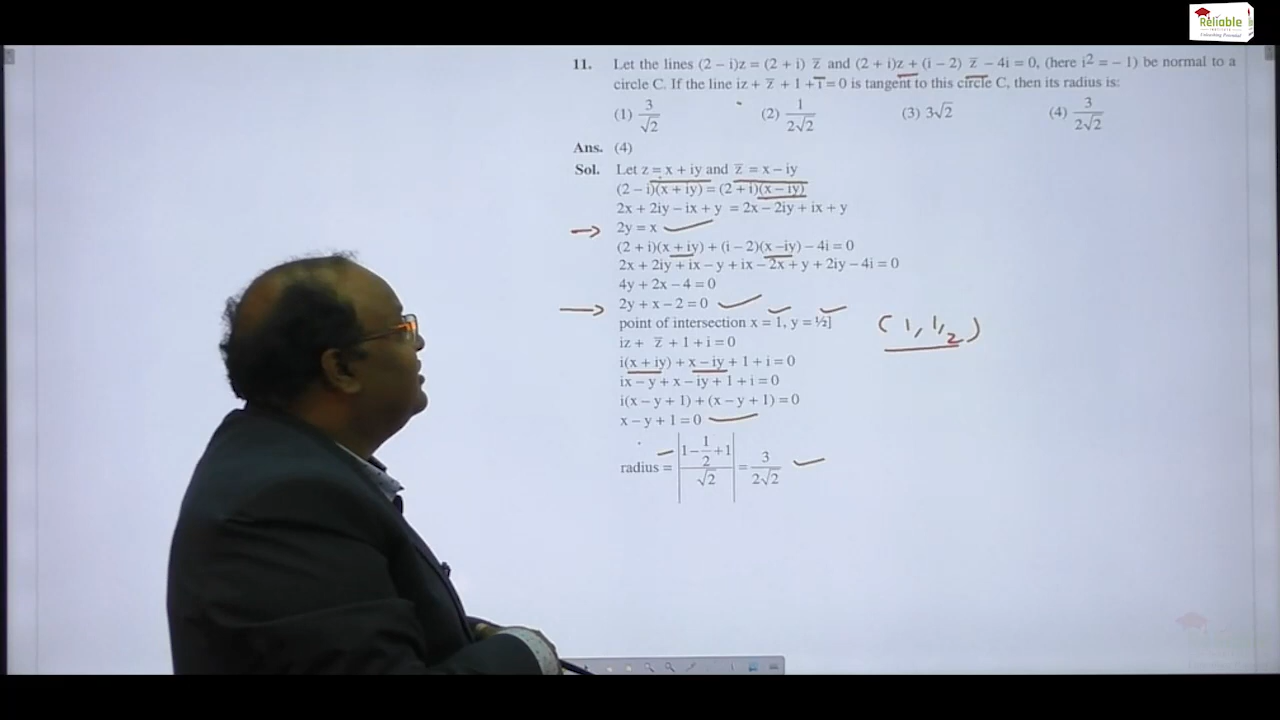 Reliable
INSTITUTE
Unleashing Potential
11. Let the lines (2 − i)z = (2 + i) z̅ and (2 + i)z + (i − 2) z̅ − 4i = 0, (here i² = − 1) be normal to a
circle C. If the line iz + z̅ + 1 + i = 0 is tangent to this circle C, then its radius is:
(1) 3/√2 (2) 1/2√2 (3) 3√2 (4) 3/2√2
Ans. (4)
Sol. Let z = x + iy and z̅ = x − iy
(2 − i)(x + iy) = (2 + i)(x − iy)
2x + 2iy − ix + y = 2x − 2iy + ix + y
2y = x
(2 + i)(x + iy) + (i − 2)(x − iy) − 4i = 0
2x + 2iy + ix − y + ix − 2x + y + 2iy − 4i = 0
4y + 2x − 4 = 0
2y + x − 2 = 0
point of intersection x = 1, y = ½]
(1, 1/2)
iz + z̅ + 1 + i = 0
i(x + iy) + x − iy + 1 + i = 0
ix − y + x − iy + 1 + i = 0
i(x − y + 1) + (x − y + 1) = 0
x − y + 1 = 0
radius = |(1 − 1/2 + 1)/√2| = 3/2√2